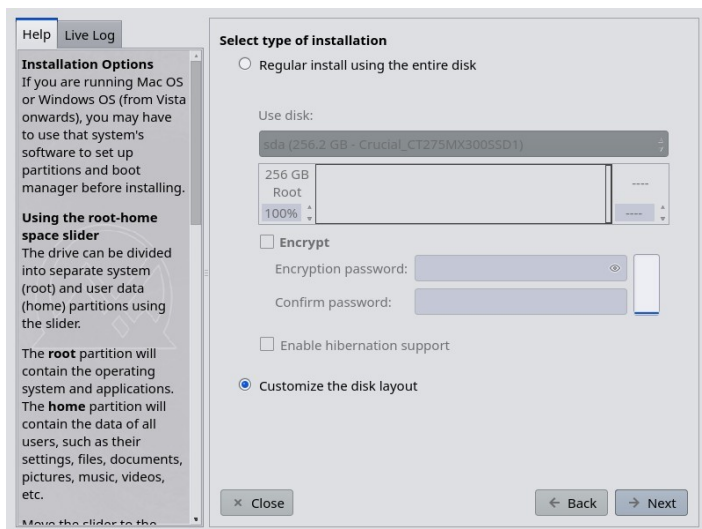 Help
Live Log
Installation Options
If you are running Mac OS
or Windows OS (from Vista
onwards), you may have
to use that system's
software to set up
partitions and boot
manager before installing.
Using the root-home
space slider
The drive can be divided
into separate system
(root) and user data
(home) partitions using
the slider.
The root partition will
contain the operating
system and applications.
The home partition will
contain the data of all
users, such as their
settings, files, documents,
pictures, music, videos,
etc.
Move the slider to the
Select type of installation
Regular install using the entire disk
Use disk:
sda (256.2 GB - Crucial_CT275MX300SSD1)
256 GB
Root
100%
----
----
Encrypt
Encryption password:
Confirm password:
Enable hibernation support
Customize the disk layout
Close
Back
Next